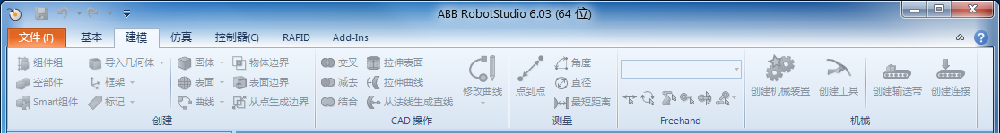 ABB RobotStudio 6.03 (64 位)
文件(F) 基本 建模 仿真 控制器(C) RAPID Add-Ins
组件组 导入几何体 固体 物体边界 交叉 拉伸表面 角度
空部件 框架 表面 表面边界 减去 拉伸曲线 修改曲线 点到点 直径 创建机械装置 创建工具 创建输送带 创建连接
Smart组件 标记 曲线 从点生成边界 结合 从法线生成直线 最短距离
创建 CAD 操作 测量 Freehand 机械